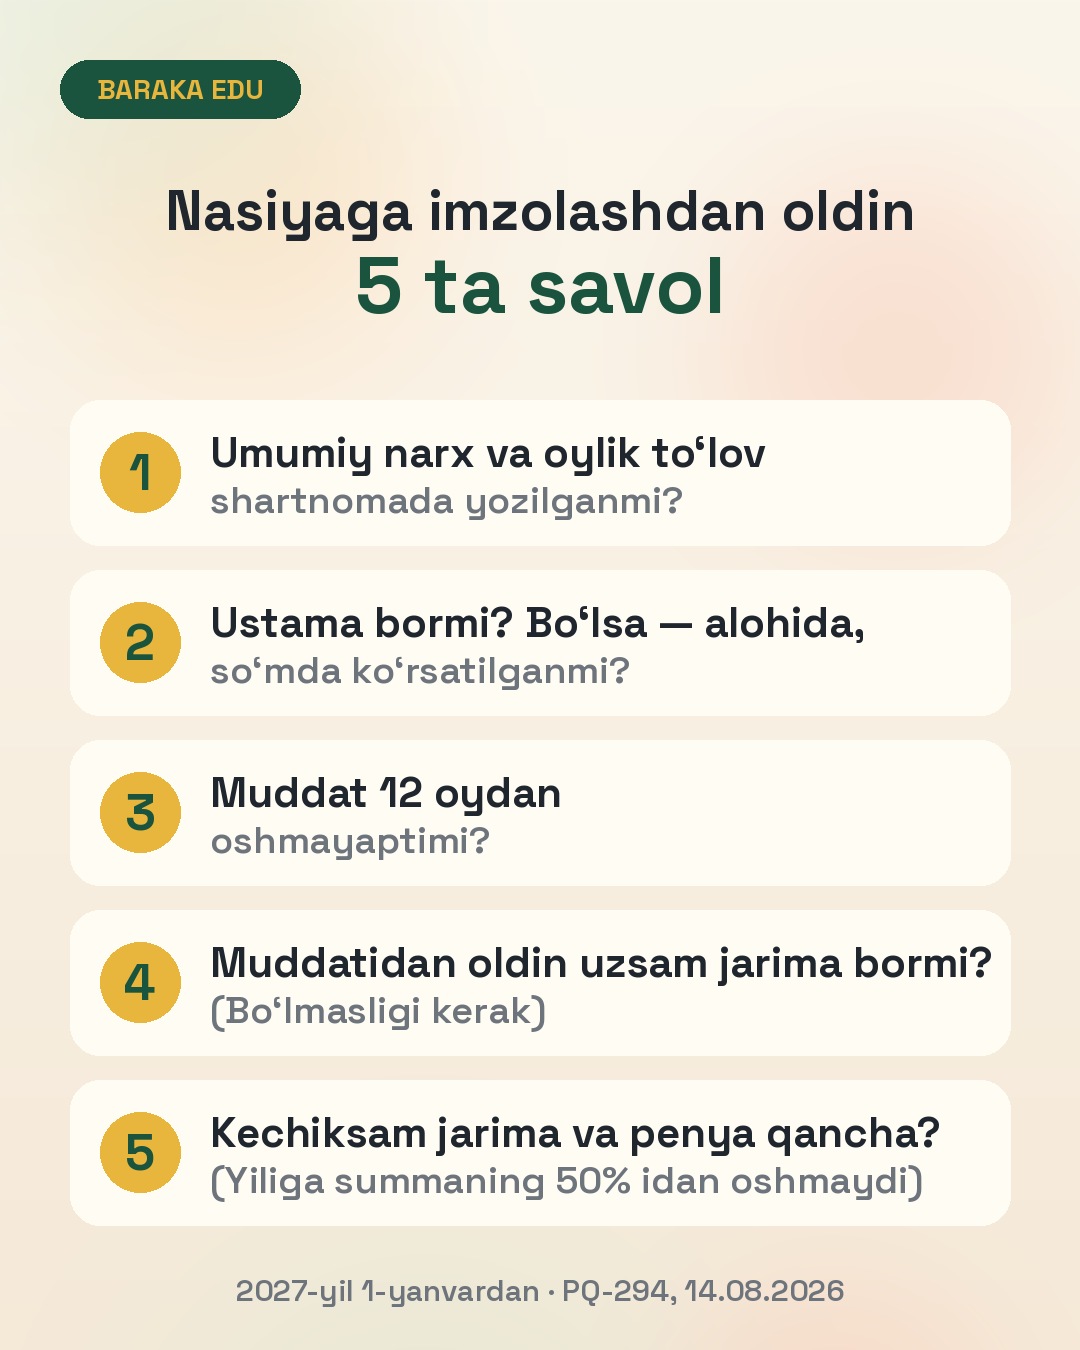 BARAKA EDU
Nasiyaga imzolashdan oldin
5 ta savol
1
Umumiy narx va oylik to‘lov
shartnomada yozilganmi?
2
Ustama bormi? Bo‘lsa — alohida,
so‘mda ko‘rsatilganmi?
3
Muddat 12 oydan
oshmayaptimi?
4
Muddatidan oldin uzsam jarima bormi?
(Bo‘lmasligi kerak)
5
Kechiksam jarima va penya qancha?
(Yiliga summaning 50% idan oshmaydi)
2027-yil 1-yanvardan · PQ-294, 14.08.2026